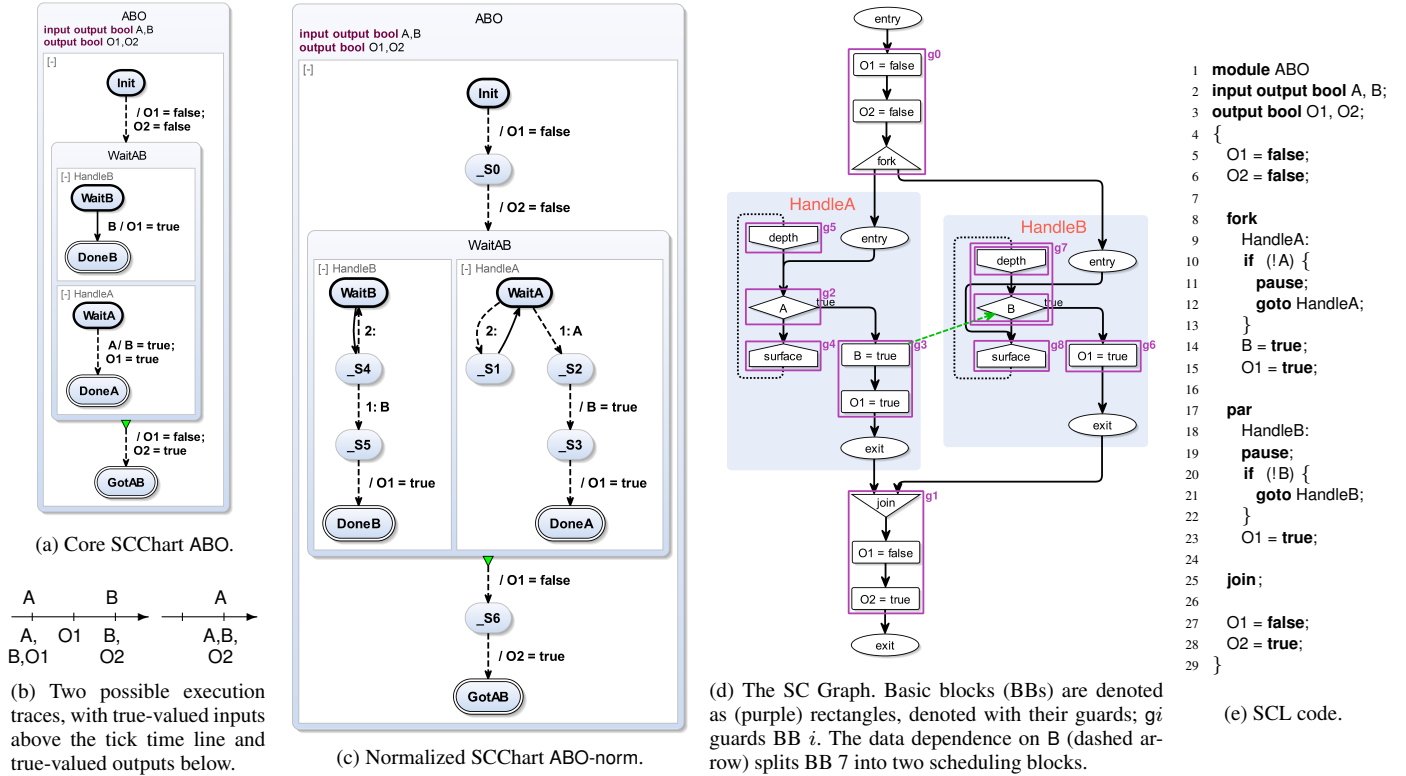 ABO
input output bool A,B
output bool O1,O2
[-]
Init
/ O1 = false;
O2 = false
WaitAB
[-] HandleB
WaitB
B / O1 = true
DoneB
[-] HandleA
WaitA
A/ B = true;
O1 = true
DoneA
/ O1 = false;
O2 = true
GotAB
(a) Core SCChart ABO.
A B
A, O1 B,
B,O1 O2
A
A,B,
O2
(b) Two possible execution
traces, with true-valued inputs
above the tick time line and
true-valued outputs below.
ABO
input output bool A,B
output bool O1,O2
[-]
Init
/ O1 = false
_S0
/ O2 = false
WaitAB
[-] HandleB
WaitB
2:
_S4
1: B
_S5
/ O1 = true
DoneB
[-] HandleA
WaitA
2:
1: A
_S1
_S2
/ B = true
_S3
/ O1 = true
DoneA
/ O1 = false
_S6
/ O2 = true
GotAB
(c) Normalized SCChart ABO-norm.
entry
g0
O1 = false
O2 = false
fork
HandleA
g5
depth
entry
g2
A
true
surface
g4
B = true
g3
O1 = true
exit
HandleB
g7
depth
entry
B
true
surface
g8
O1 = true
g6
exit
join
g1
O1 = false
O2 = true
exit
(d) The SC Graph. Basic blocks (BBs) are denoted
as (purple) rectangles, denoted with their guards; gi
guards BB i. The data dependence on B (dashed ar-
row) splits BB 7 into two scheduling blocks.
1 module ABO
2 input output bool A, B;
3 output bool O1, O2;
4 {
5 O1 = false;
6 O2 = false;
7
8 fork
9 HandleA:
10 if (!A) {
11 pause;
12 goto HandleA;
13 }
14 B = true;
15 O1 = true;
16
17 par
18 HandleB:
19 pause;
20 if (!B) {
21 goto HandleB;
22 }
23 O1 = true;
24
25 join;
26
27 O1 = false;
28 O2 = true;
29 }
(e) SCL code.